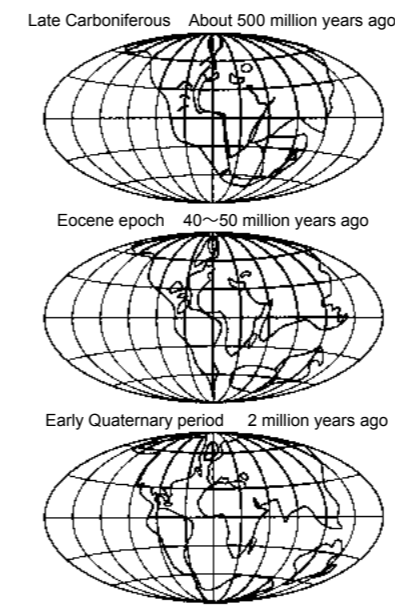 Late Carboniferous About 500 million years ago
Eocene epoch 40～50 million years ago
Early Quaternary period 2 million years ago